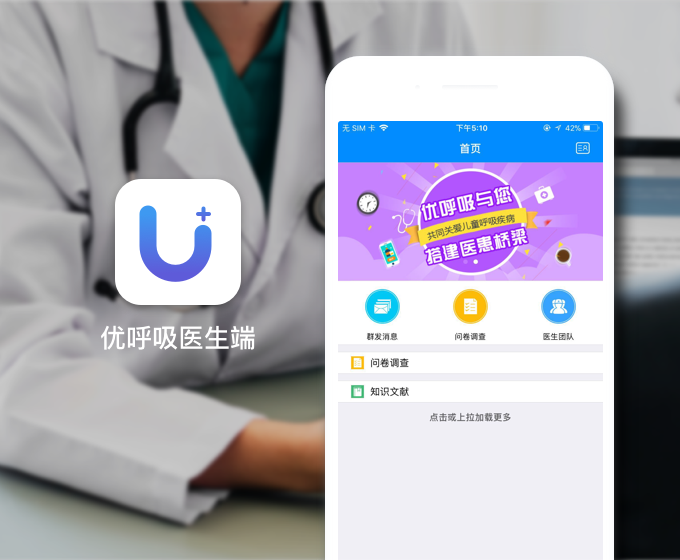 优呼吸医生端
无 SIM 卡
下午5:10
42%
首页
优呼吸与您
共同关爱儿童呼吸疾病
搭建医患桥梁
群发消息
问卷调查
医生团队
问卷调查
知识文献
点击或上拉加载更多